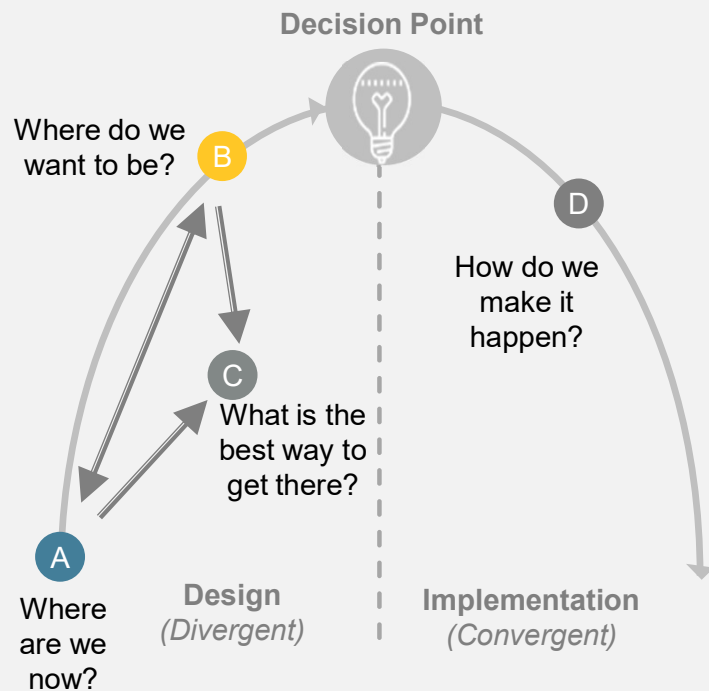 Decision Point
Where do we
want to be?
B
D
How do we
make it
happen?
C
What is the
best way to
get there?
A
Where
are we
now?
Design
(Divergent)
Implementation
(Convergent)